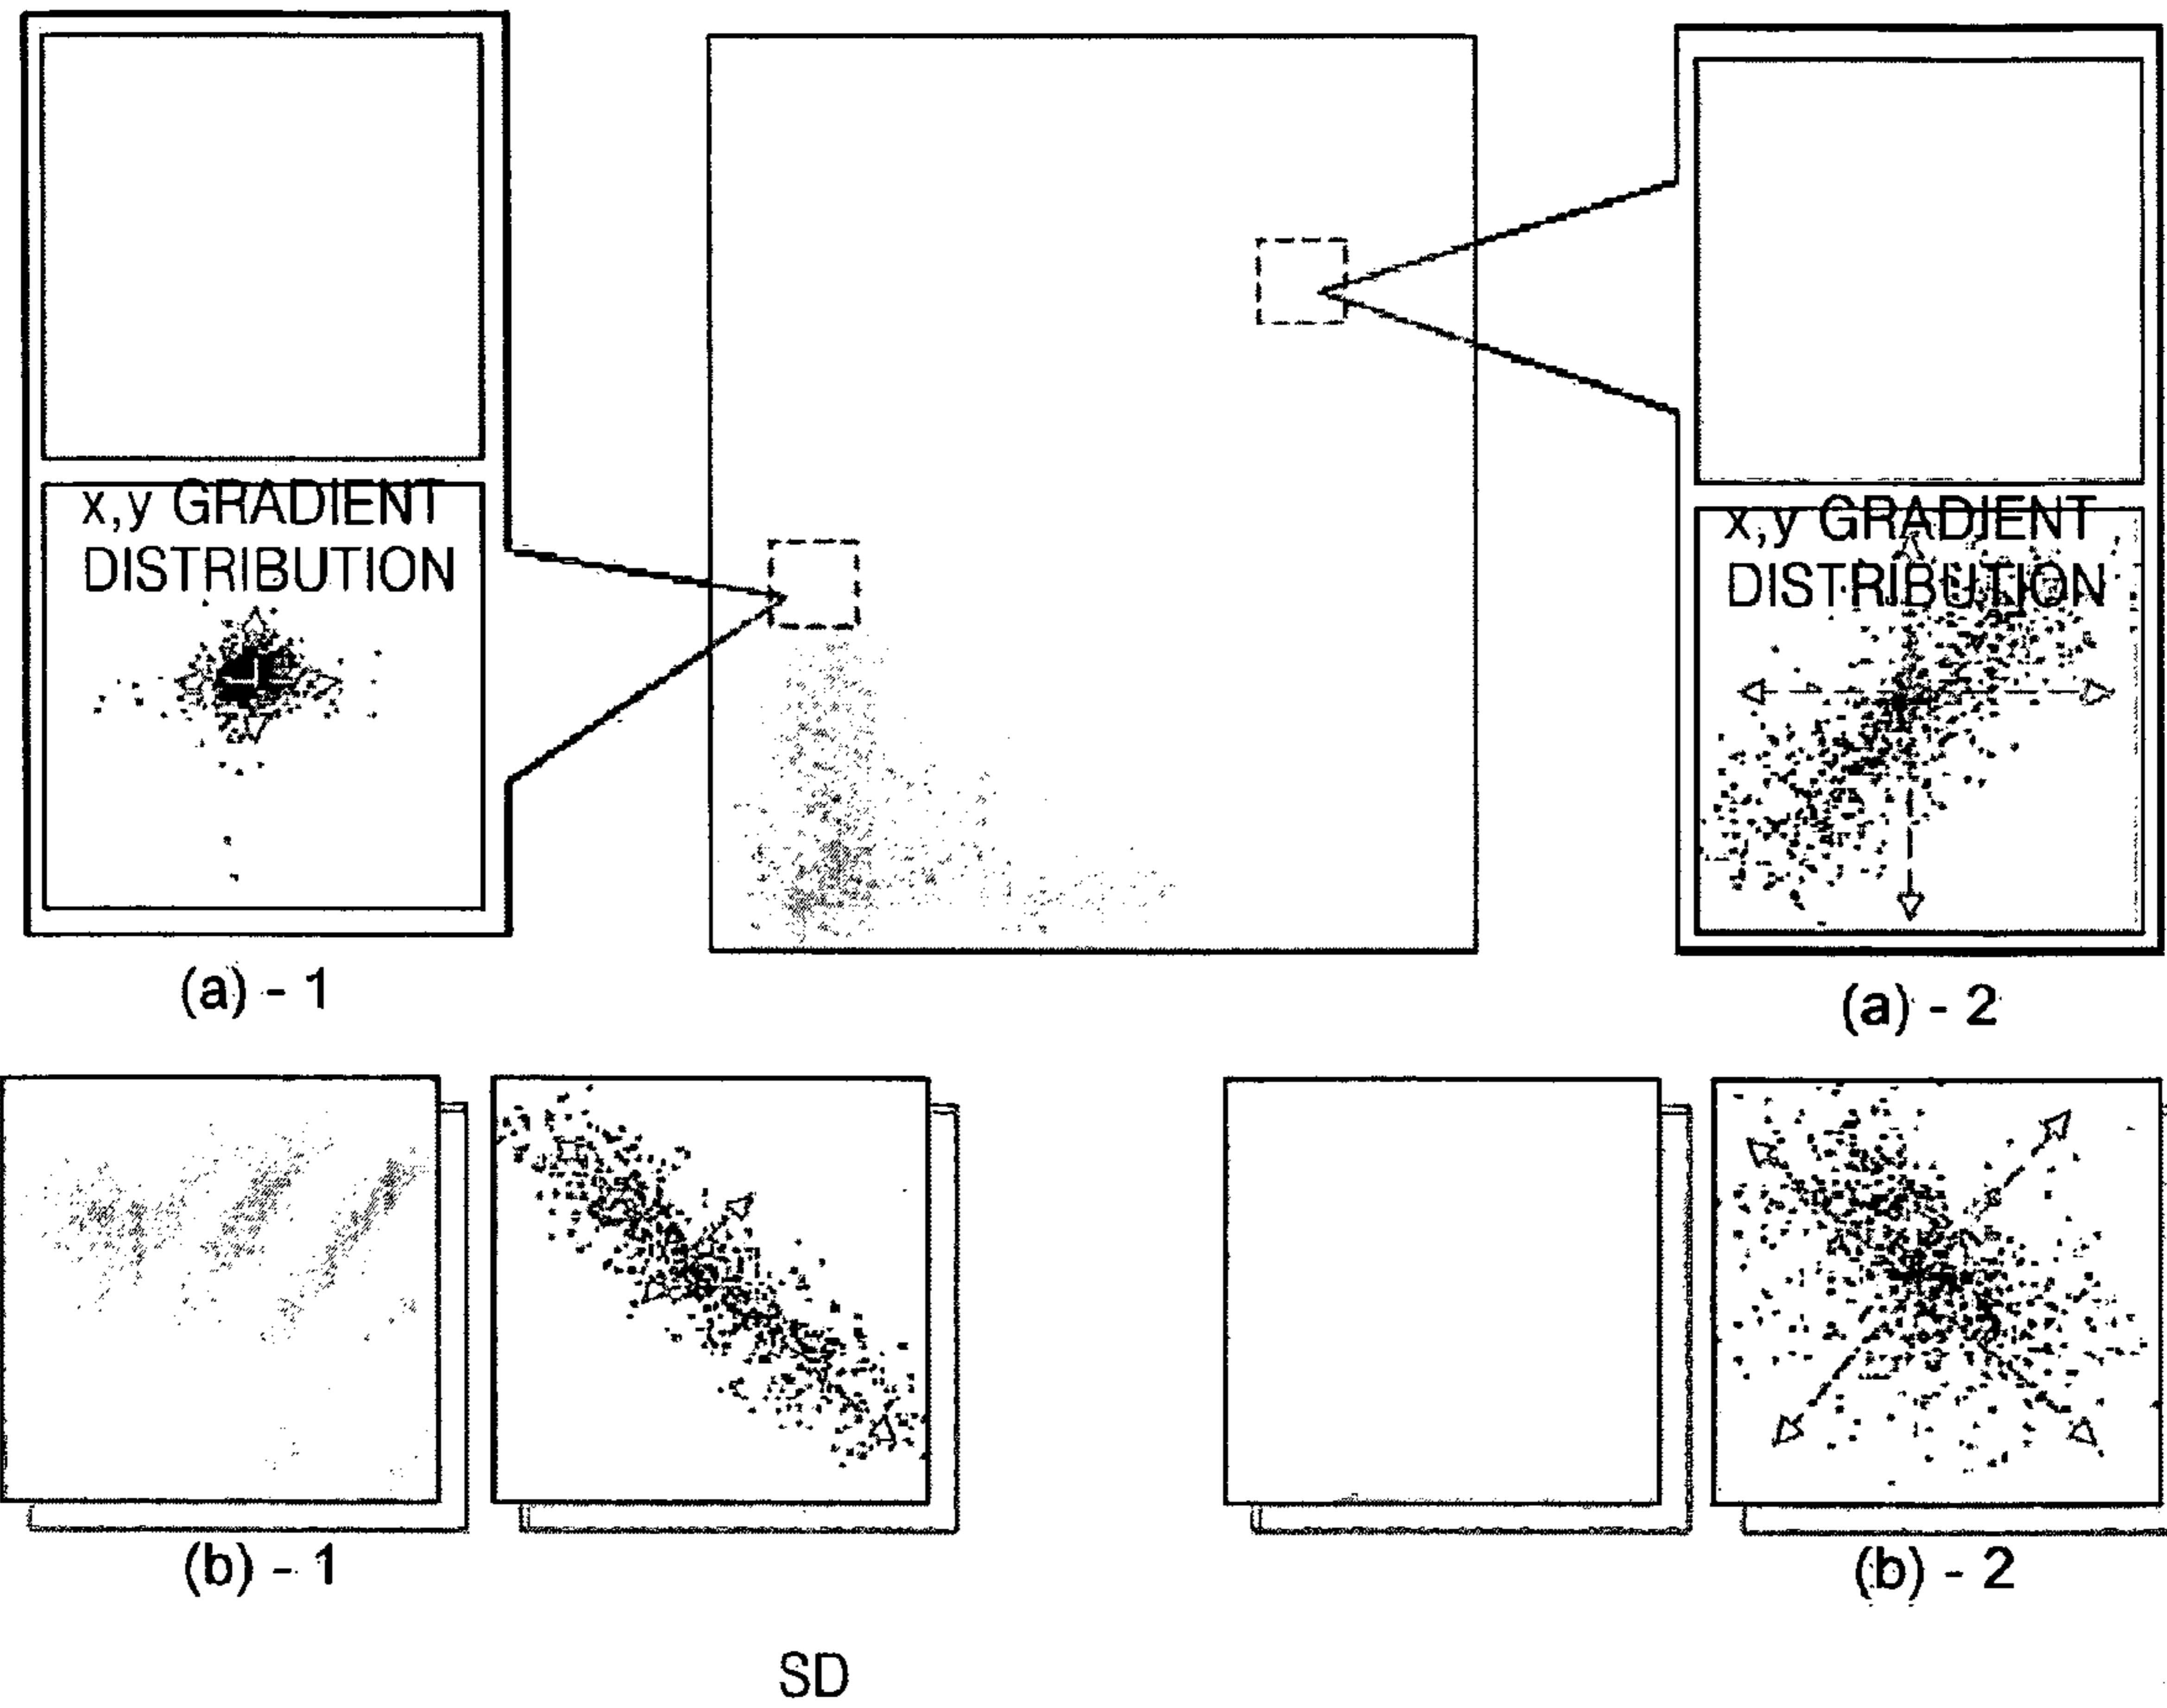 x,y GRADIENT
DISTRIBUTION
x,y GRADIENT
DISTRIBUTION
(a) - 1
(a) - 2
(b) - 1
(b) - 2
SD